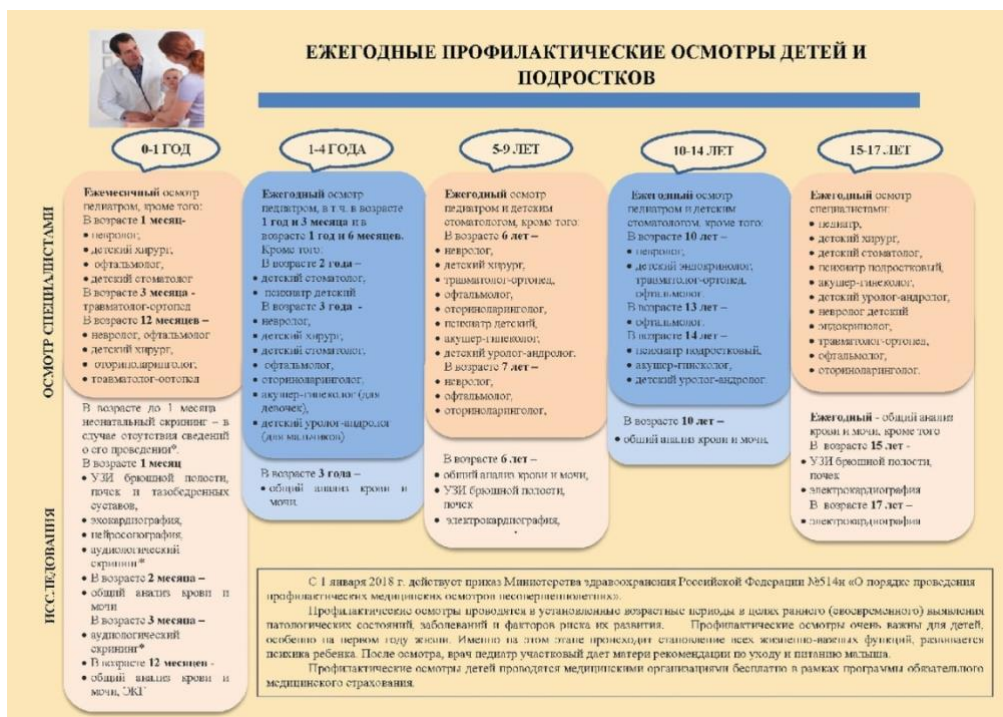 ЕЖЕГОДНЫЕ ПРОФИЛАКТИЧЕСКИЕ ОСМОТРЫ ДЕТЕЙ И
ПОДРОСТКОВ
0-1 ГОД
1-4 ГОДА
5-9 ЛЕТ
10-14 ЛЕТ
15-17 ЛЕТ
ОСМОТР СПЕЦИАЛИСТАМИ
Ежемесячный осмотр
педиатром, кроме того:
В возрасте 1 месяц-
• невролог,
• детский хирург,
• офтальмолог,
• детский стоматолог
В возрасте 3 месяца -
травматолог-ортопед
В возрасте 12 месяцев –
• невролог, офтальмолог
• детский хирург,
• оториноларинголог,
• травматолог-оотопед
Ежегодный осмотр
педиатром, в т.ч. в возрасте
1 год и 3 месяца и в
возрасте 1 год и 6 месяцев.
Кроме того:
В возрасте 2 года –
• детский стоматолог,
• психиатр детский
В возрасте 3 года -
• невролог,
• детский хирург,
• детский стоматолог,
• офтальмолог,
• оториноларинголог,
• акушер-гинеколог (для
девочек),
• детский уролог-андролог
(для мальчиков)
Ежегодный осмотр
педиатром и детским
стоматологом, кроме того:
В возрасте 6 лет –
• невролог,
• детский хирург,
• травматолог-ортопед,
• офтальмолог,
• оториноларинголог,
• психиатр детский,
• акушер-гинеколог,
• детский уролог-андролог.
В возрасте 7 лет –
• невролог,
• офтальмолог,
• оториноларинголог,
Ежегодный осмотр
педиатром и детским
стоматологом, кроме того:
В возрасте 10 лет –
• невролог,
• детский эндокринолог,
травматолог-ортопед,
офтальмолог.
В возрасте 13 лет –
• офтальмолог.
В возрасте 14 лет –
• психиатр подростковый,
• акушер-гинеколог,
• детский уролог-андролог.
Ежегодный осмотр
специалистами:
• педиатр,
• детский хирург,
• детский стоматолог,
• психиатр подростковый,
• акушер-гинеколог,
• детский уролог-андролог,
• невролог детский
• эндокринолог,
• травматолог-ортопед,
• офтальмолог,
• оториноларинголог.
ИССЛЕДОВАНИЯ
В возрасте до 1 месяца
неонатальный скрининг – в
случае отсутствия сведений
о его проведении*.
В возрасте 1 месяц
• УЗИ брюшной полости,
почек и тазобедренных
суставов,
• эхокардиография,
• нейросонография,
• аудиологический
скрининг*
• В возрасте 2 месяца –
• общий анализ крови и
мочи
В возрасте 3 месяца –
• аудиологический
скрининг*
• В возрасте 12 месяцев -
• общий анализ крови и
мочи, ЭКГ
В возрасте 3 года –
• общий анализ крови и
мочи.
В возрасте 6 лет –
• общий анализ крови и мочи,
• УЗИ брюшной полости,
почек
• электрокардиография,
В возрасте 10 лет –
• общий анализ крови и мочи,
Ежегодный - общий анализ
крови и мочи, кроме того
В возрасте 15 лет -
• УЗИ брюшной полости,
почек
• электрокардиография
В возрасте 17 лет –
• электрокардиография
С 1 января 2018 г. действует приказ Министерства здравоохранения Российской Федерации №514н «О порядке проведения
профилактических медицинских осмотров несовершеннолетних».
Профилактические осмотры проводятся в установленные возрастные периоды в целях раннего (своевременного) выявления
патологических состояний, заболеваний и факторов риска их развития. Профилактические осмотры очень важны для детей,
особенно на первом году жизни. Именно на этом этапе происходит становление всех жизненно-важных функций, развивается
психика ребенка. После осмотра, врач педиатр участковый дает матери рекомендации по уходу и питанию малыша.
Профилактические осмотры детей проводятся медицинскими организациями бесплатно в рамках программы обязательного
медицинского страхования.